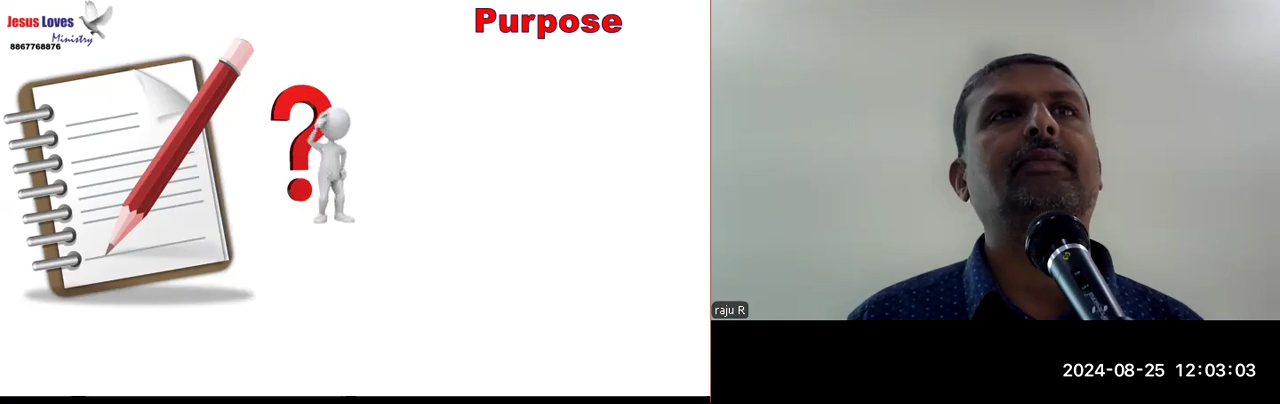 Jesus Loves
Ministry
8867768876
Purpose
raju R
2024-08-25 12:03:03